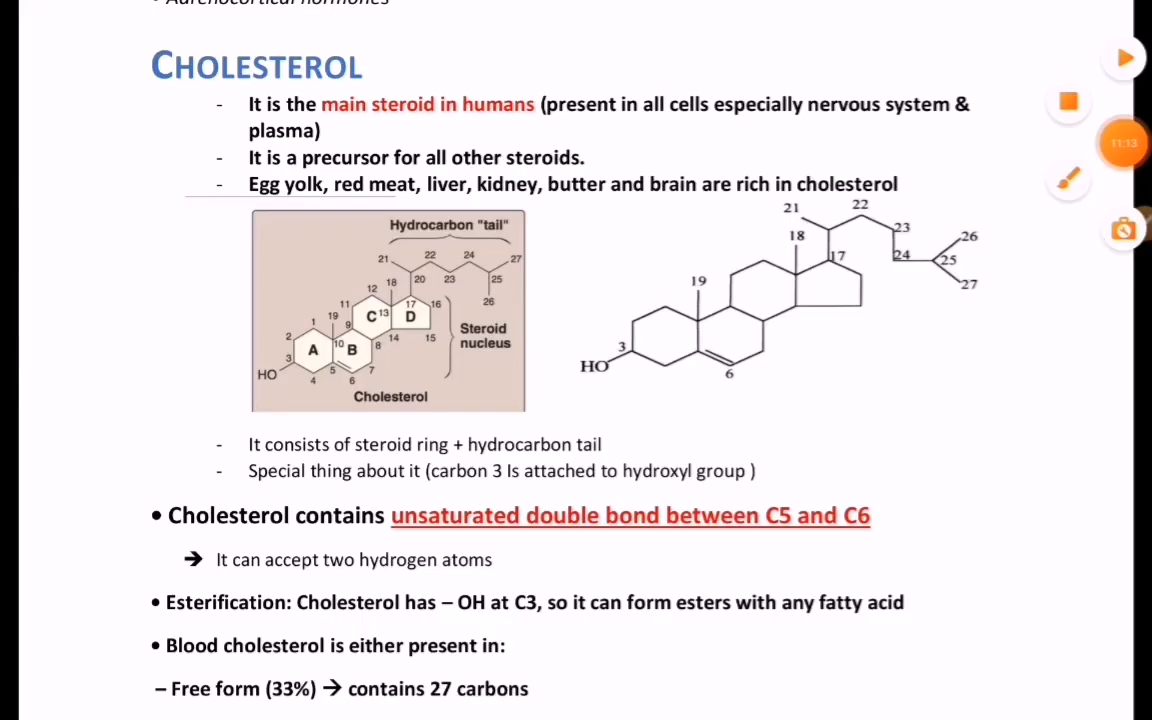 • Adrenocortical hormones
CHOLESTEROL
- It is the main steroid in humans (present in all cells especially nervous system &
plasma)
- It is a precursor for all other steroids.
- Egg yolk, red meat, liver, kidney, butter and brain are rich in cholesterol
Hydrocarbon "tail"
21 22 24 27
18 20 23 25
12 26
11 17 16
19 C 13 D
1 9 14 15
2 10 8
A B
3
HO 4 5 6 7
Steroid
nucleus
Cholesterol
21 22
18 23 26
17 24 25
19 27
3
HO 6
11:13
- It consists of steroid ring + hydrocarbon tail
- Special thing about it (carbon 3 Is attached to hydroxyl group )
• Cholesterol contains unsaturated double bond between C5 and C6
➔ It can accept two hydrogen atoms
• Esterification: Cholesterol has – OH at C3, so it can form esters with any fatty acid
• Blood cholesterol is either present in:
– Free form (33%) → contains 27 carbons